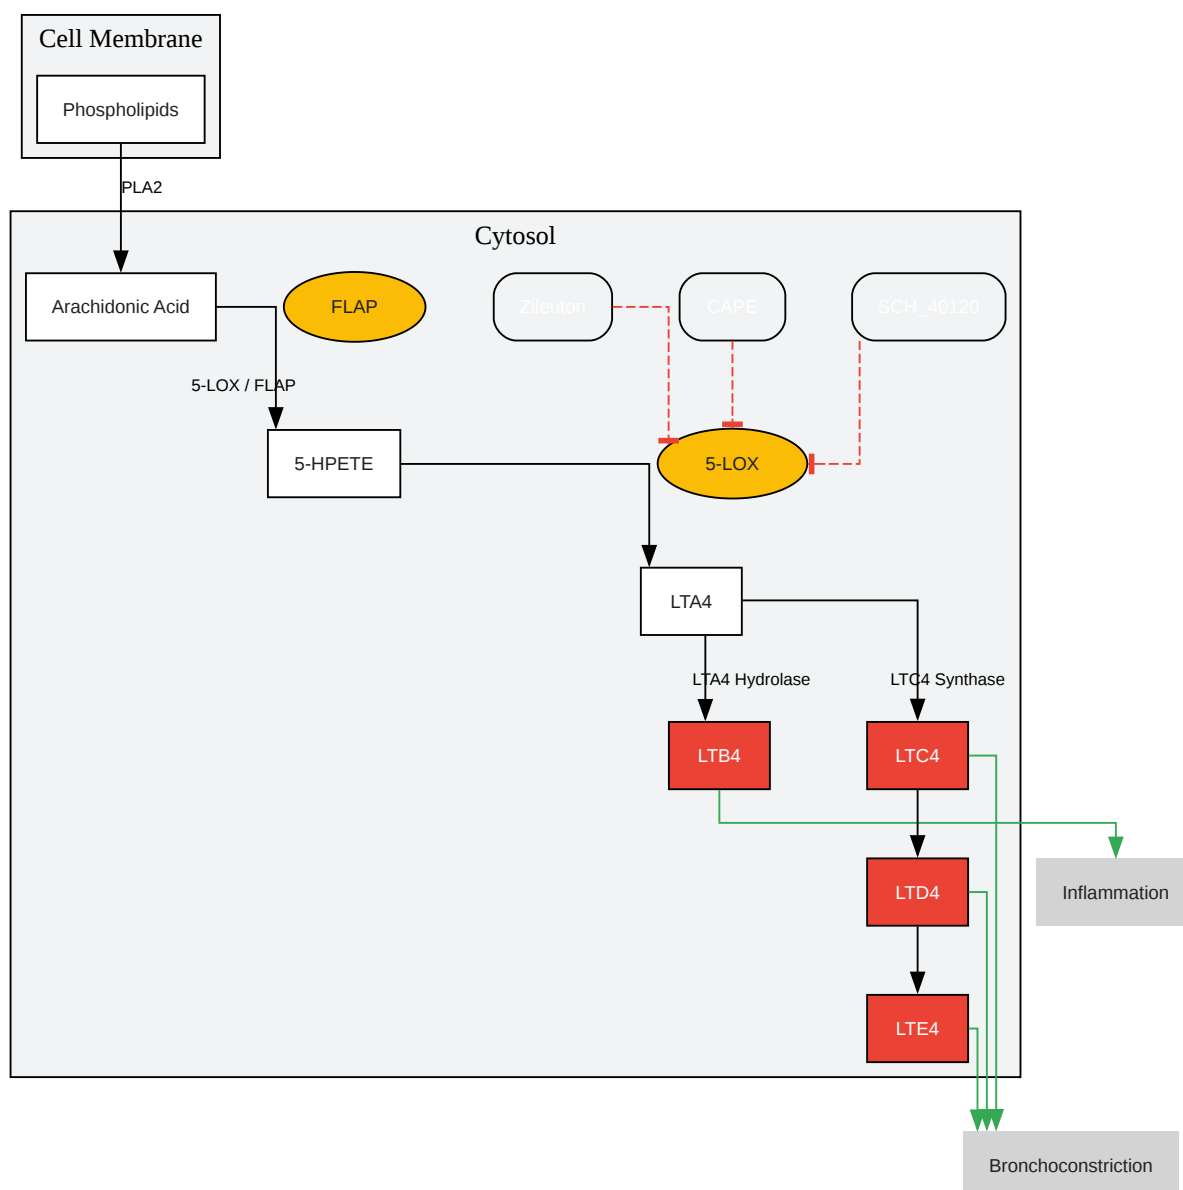 Cell Membrane
Phospholipids
PLA2
Cytosol
Arachidonic Acid
FLAP
Zileuton
CAPE
SCH_40120
5-LOX / FLAP
5-HPETE
5-LOX
LTA4
LTA4 Hydrolase
LTC4 Synthase
LTB4
LTC4
LTD4
Inflammation
LTE4
Bronchoconstriction